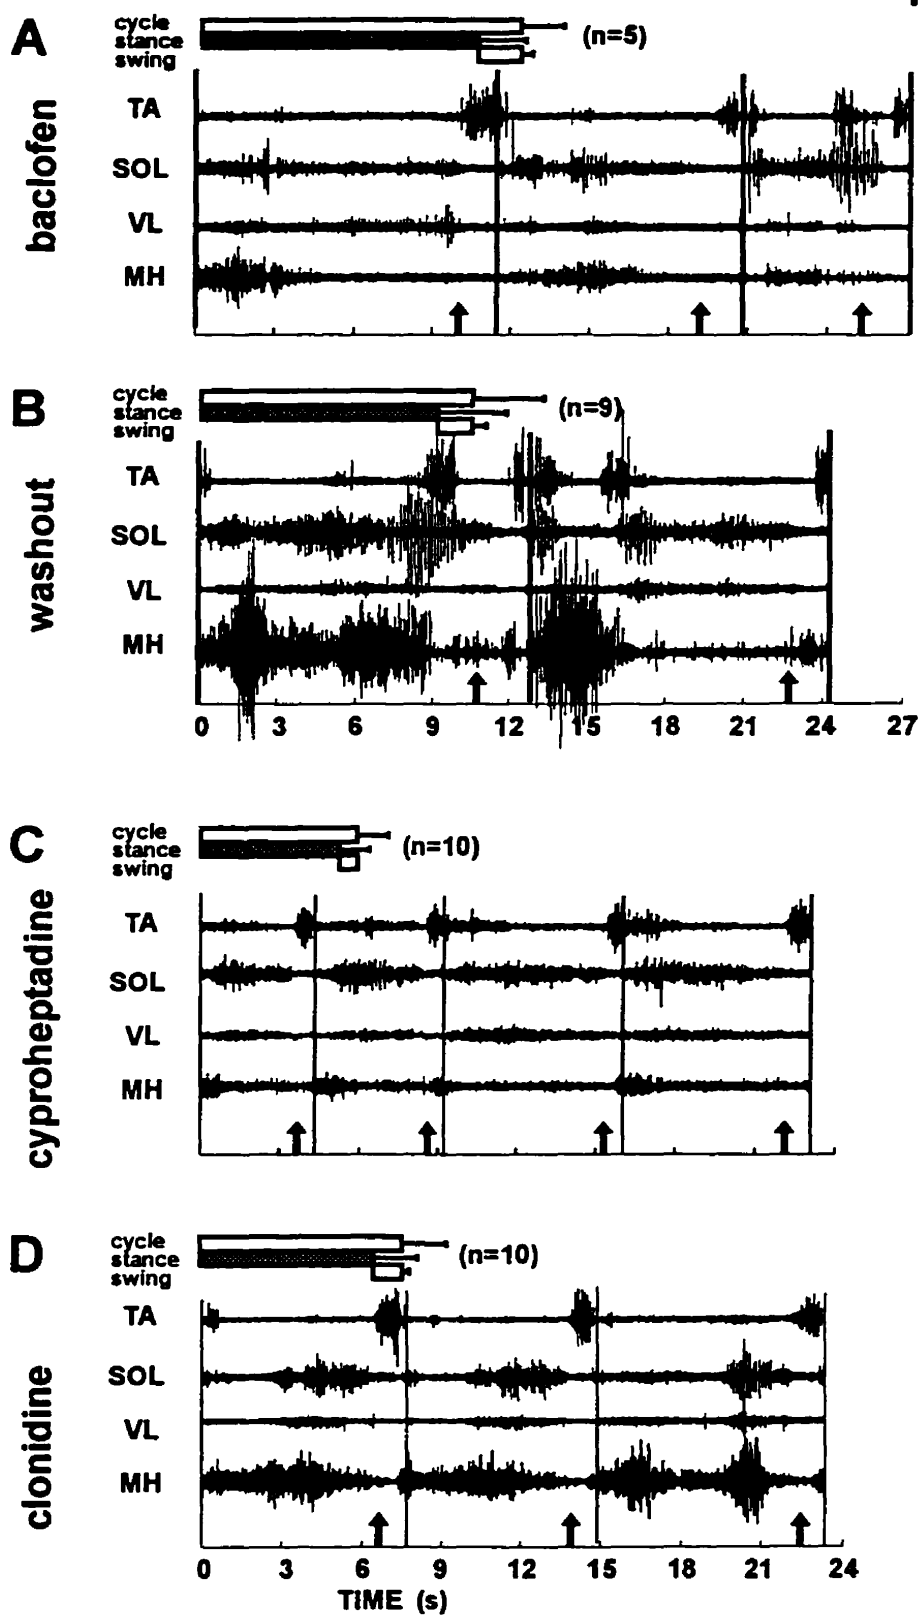 A
baclofen
cycle
stance
swing
(n=5)
TA
SOL
VL
MH
B
washout
cycle
stance
swing
(n=9)
TA
SOL
VL
MH
0 3 6 9 12 15 18 21 24 27
C
cyproheptadine
cycle
stance
swing
(n=10)
TA
SOL
VL
MH
D
clonidine
cycle
stance
swing
(n=10)
TA
SOL
VL
MH
0 3 6 9 12 15 18 21 24
TIME (s)